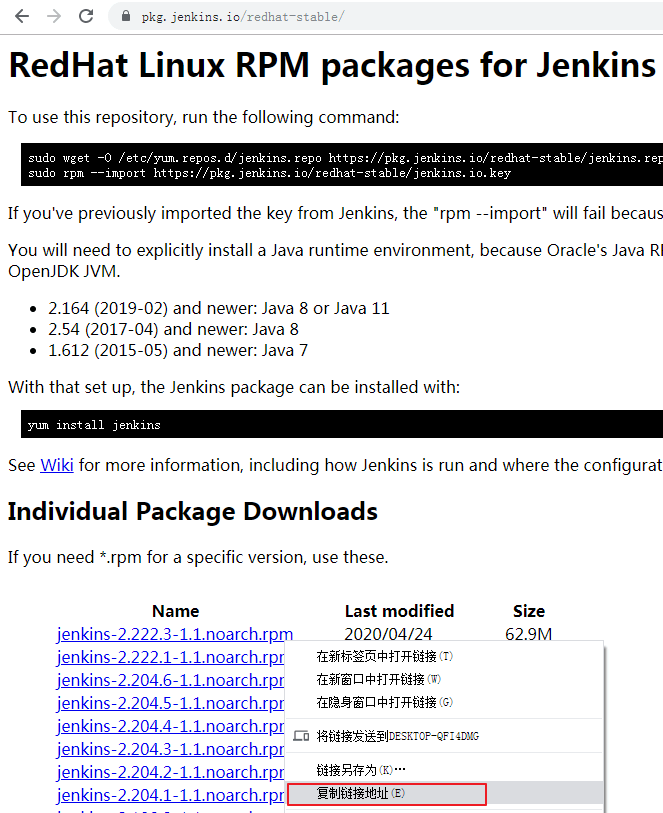 pkg.jenkins.io/redhat-stable/
RedHat Linux RPM packages for Jenkins
To use this repository, run the following command:
sudo wget -O /etc/yum.repos.d/jenkins.repo https://pkg.jenkins.io/redhat-stable/jenkins.rep
sudo rpm --import https://pkg.jenkins.io/redhat-stable/jenkins.io.key
If you've previously imported the key from Jenkins, the "rpm --import" will fail becaus
You will need to explicitly install a Java runtime environment, because Oracle's Java R
OpenJDK JVM.
• 2.164 (2019-02) and newer: Java 8 or Java 11
• 2.54 (2017-04) and newer: Java 8
• 1.612 (2015-05) and newer: Java 7
With that set up, the Jenkins package can be installed with:
yum install jenkins
See Wiki for more information, including how Jenkins is run and where the configurat
Individual Package Downloads
If you need *.rpm for a specific version, use these.
Name Last modified Size
jenkins-2.222.3-1.1.noarch.rpm 2020/04/24 62.9M
jenkins-2.222.1-1.1.noarch.rpm 在新标签页中打开链接(T)
jenkins-2.204.6-1.1.noarch.rpm 在新窗口中打开链接(W)
jenkins-2.204.5-1.1.noarch.rpm 在隐身窗口中打开链接(G)
jenkins-2.204.4-1.1.noarch.rpm 将链接发送到DESKTOP-QFI4DMG
jenkins-2.204.3-1.1.noarch.rpm
jenkins-2.204.2-1.1.noarch.rpm 链接另存为(K)…
jenkins-2.204.1-1.1.noarch.rpm 复制链接地址(E)